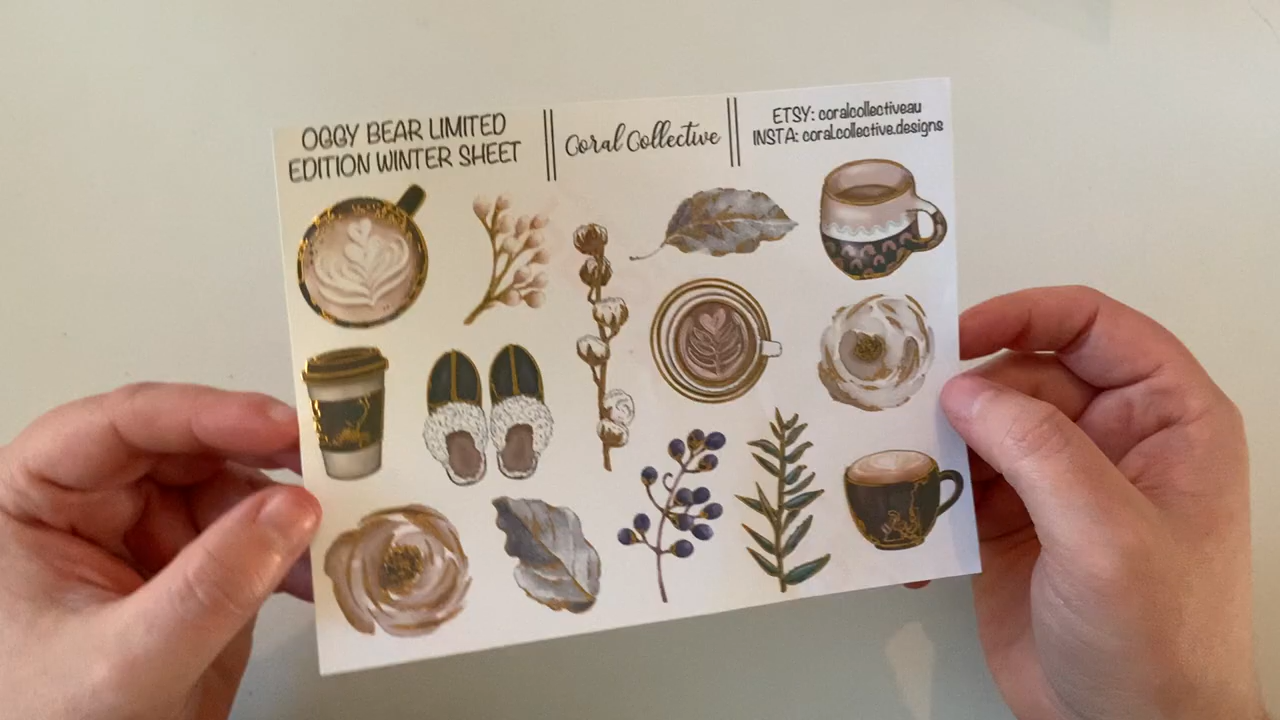 OGGY BEAR LIMITED
EDITION WINTER SHEET
Coral Collective
ETSY: coralcollectiveau
INSTA: coral.collective.designs